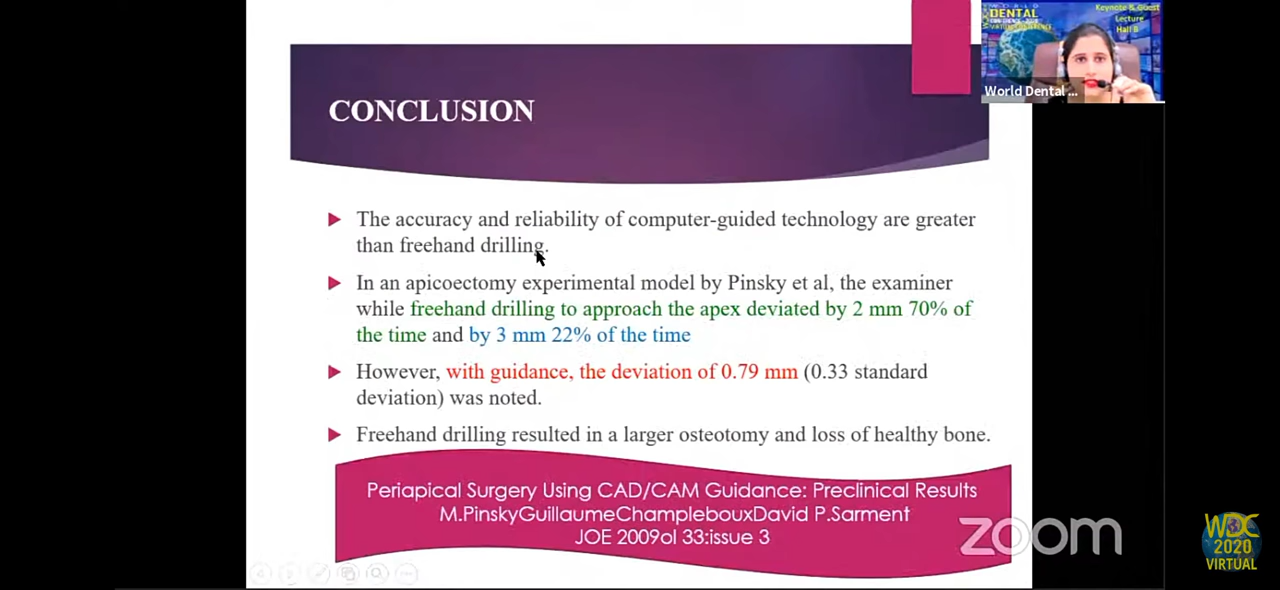 WORLD
DENTAL
CONFERENCE - 2020
VIRTUAL CONFERENCE
Keynote & Guest
Lecture
Hall B
World Dental ...
CONCLUSION
The accuracy and reliability of computer-guided technology are greater
than freehand drilling.
In an apicoectomy experimental model by Pinsky et al, the examiner
while freehand drilling to approach the apex deviated by 2 mm 70% of
the time and by 3 mm 22% of the time
However, with guidance, the deviation of 0.79 mm (0.33 standard
deviation) was noted.
Freehand drilling resulted in a larger osteotomy and loss of healthy bone.
Periapical Surgery Using CAD/CAM Guidance: Preclinical Results
M.PinskyGuillaumeChamplebouxDavid P.Sarment
JOE 2009ol 33:issue 3
zoom
WDC
2020
VIRTUAL